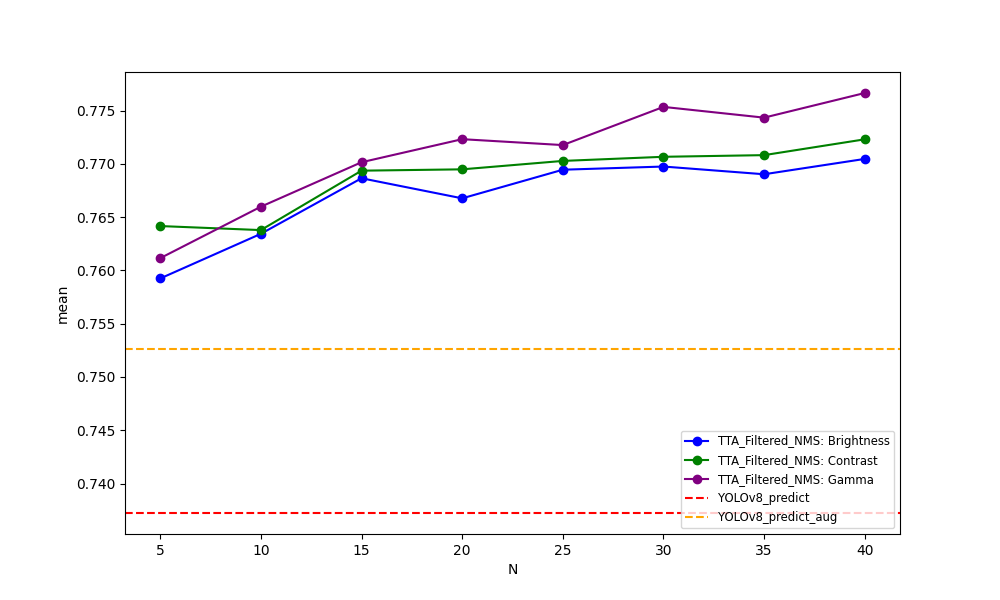 0.775
0.770
0.765
0.760
0.755
0.750
0.745
0.740
mean
TTA_Filtered_NMS: Brightness
TTA_Filtered_NMS: Contrast
TTA_Filtered_NMS: Gamma
YOLOv8_predict
YOLOv8_predict_aug
5 10 15 20 25 30 35 40
N